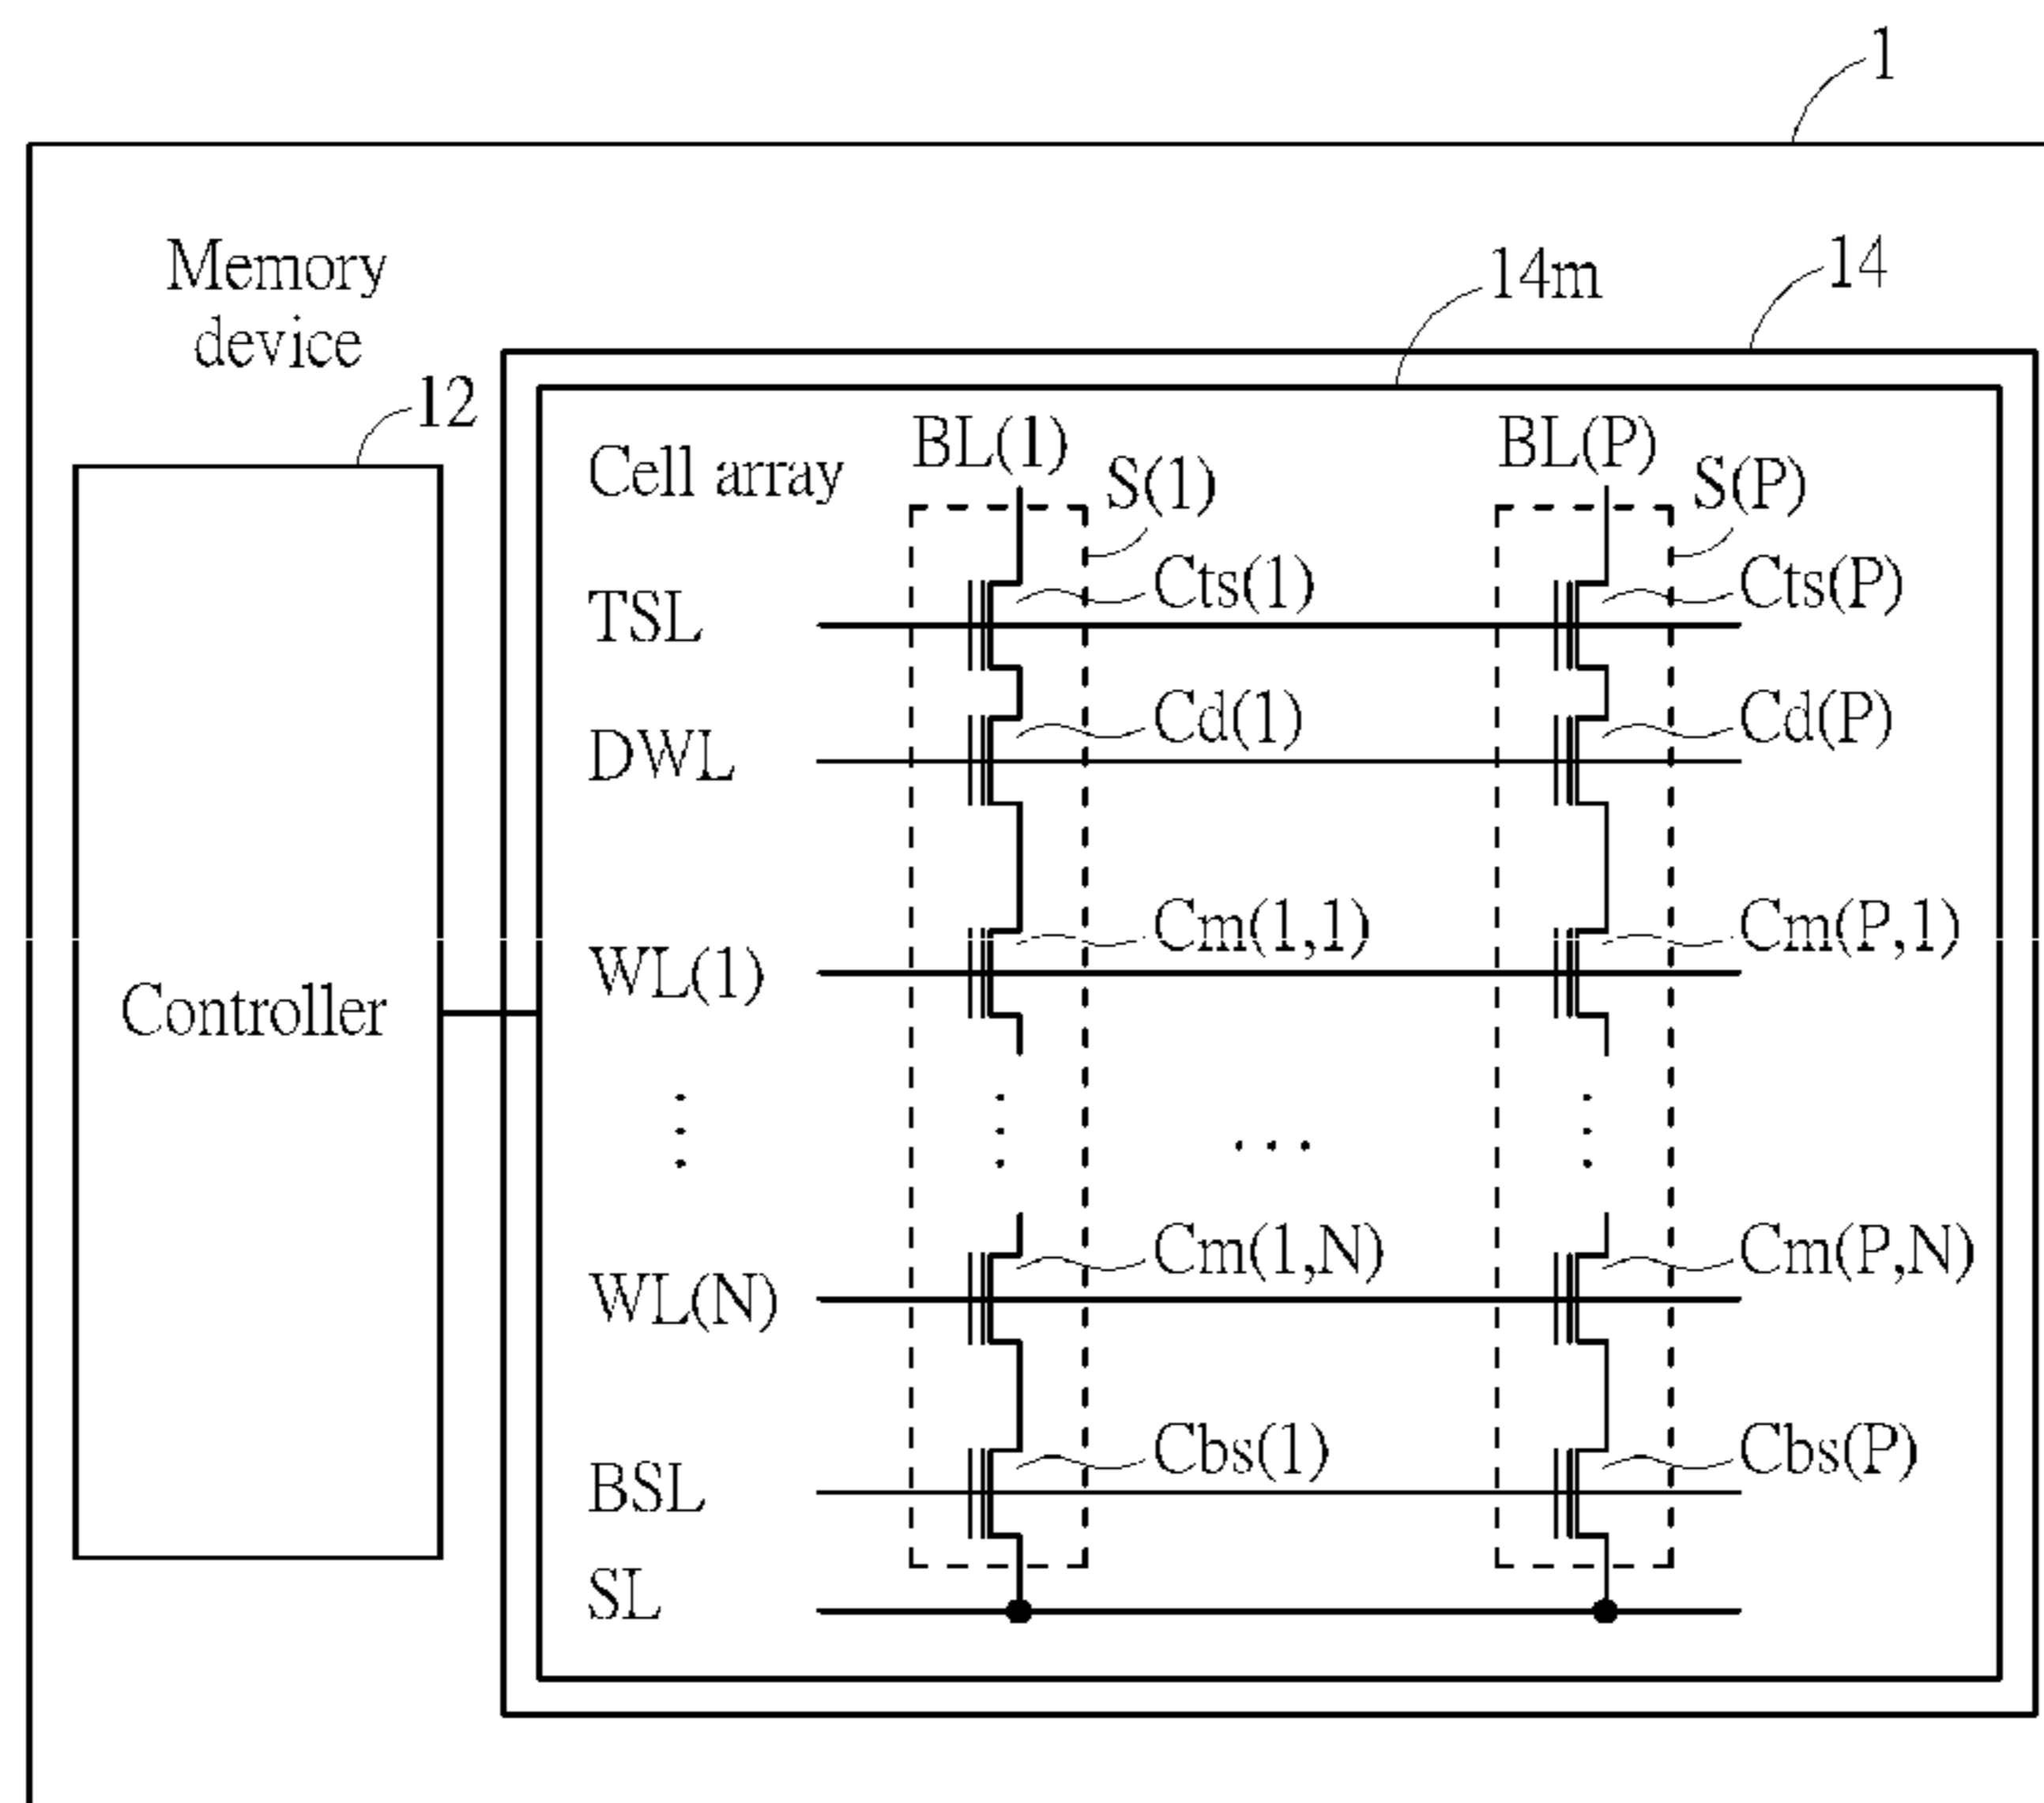 1
Memory
device
14m
14
12
BL(1)
BL(P)
Cell array
S(1)
S(P)
TSL
Cts(1)
Cts(P)
DWL
Cd(1)
Cd(P)
WL(1)
Cm(1,1)
Cm(P,1)
Controller
WL(N)
Cm(1,N)
Cm(P,N)
BSL
Cbs(1)
Cbs(P)
SL